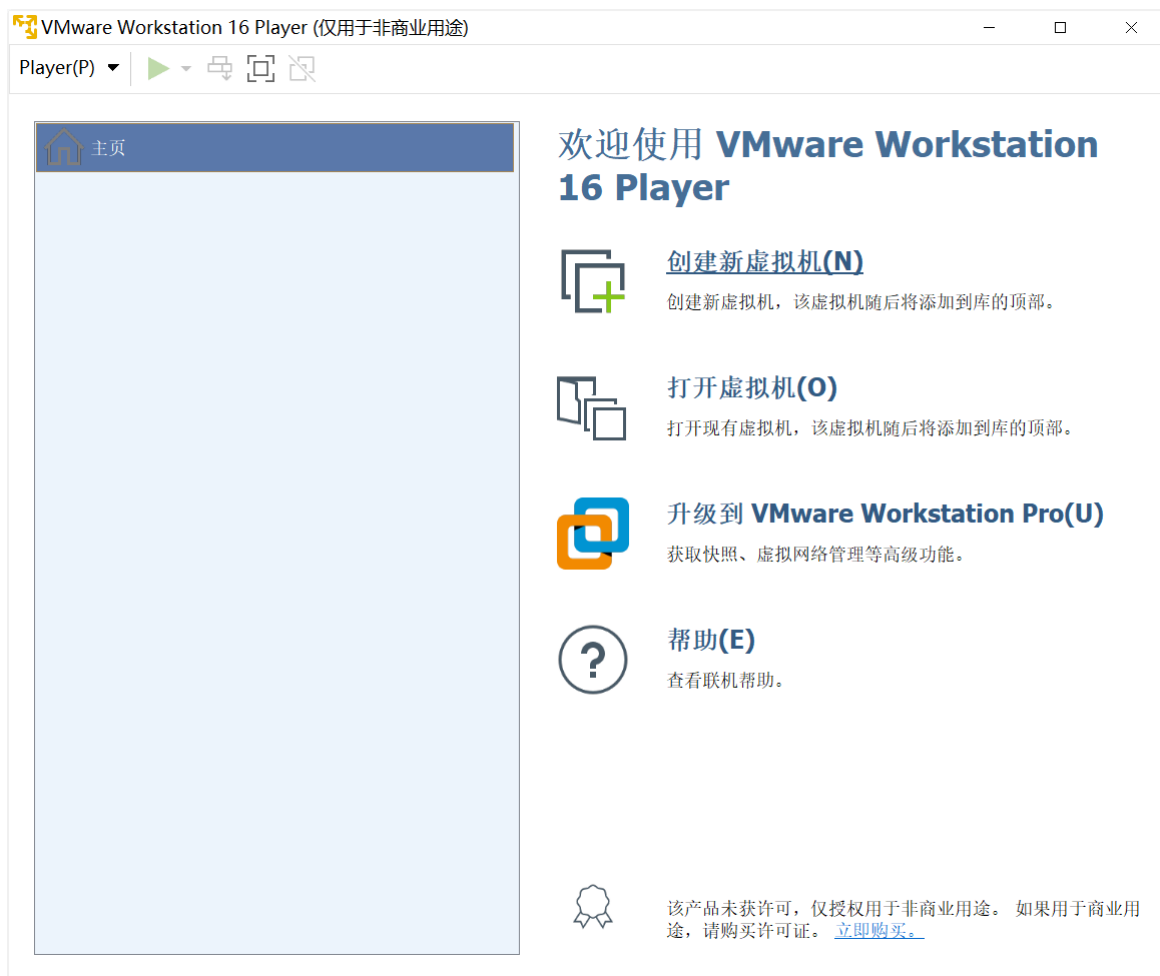 VMware Workstation 16 Player (仅用于非商业用途)
Player(P)
主页
欢迎使用 VMware Workstation
16 Player
创建新虚拟机(N)
创建新虚拟机，该虚拟机随后将添加到库的顶部。
打开虚拟机(O)
打开现有虚拟机，该虚拟机随后将添加到库的顶部。
升级到 VMware Workstation Pro(U)
获取快照、虚拟网络管理等高级功能。
帮助(E)
查看联机帮助。
该产品未获许可，仅授权用于非商业用途。 如果用于商业用
途，请购买许可证。 立即购买。